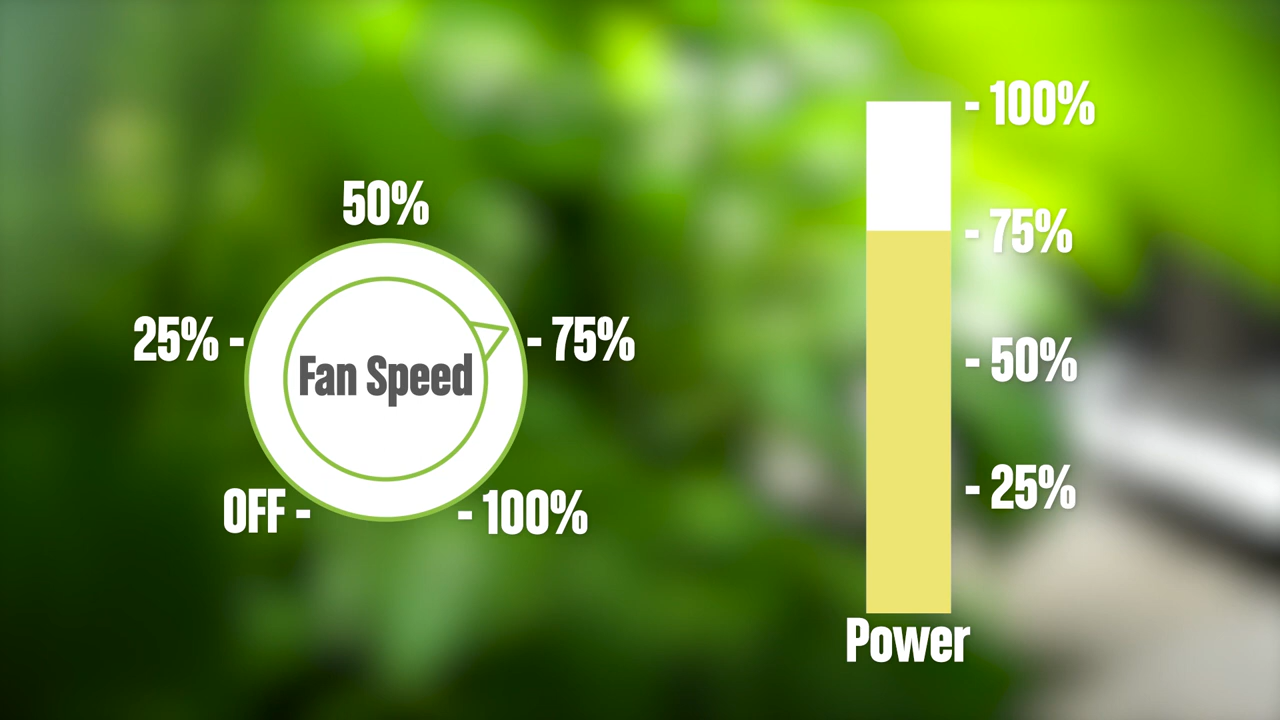 50%
25% -
- 75%
Fan Speed
OFF -
- 100%
- 100%
- 75%
- 50%
- 25%
Power